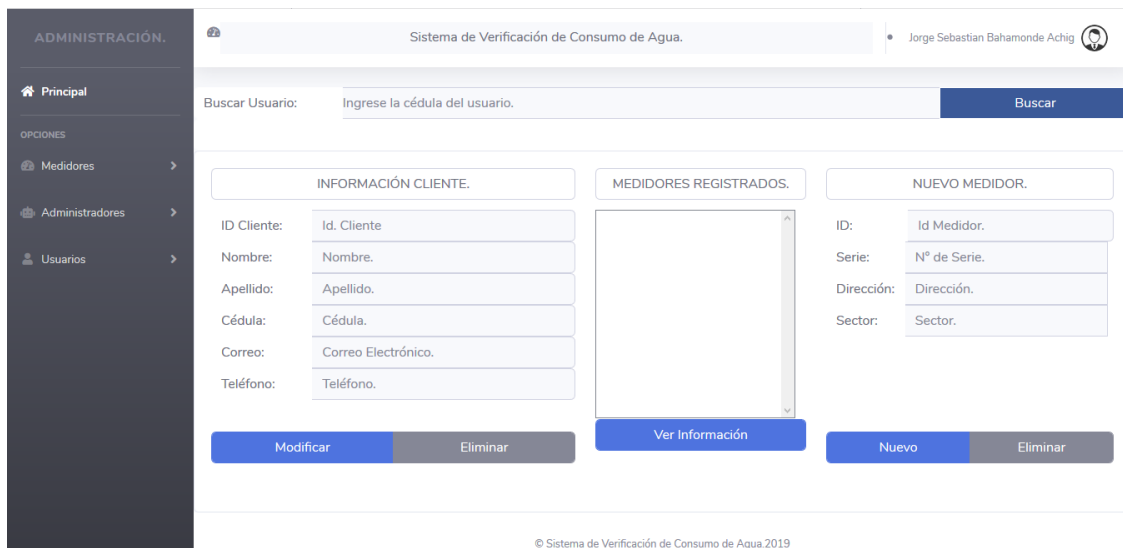 ADMINISTRACIÓN.
Sistema de Verificación de Consumo de Agua.
Jorge Sebastian Bahamonde Achig
Principal
OPCIONES
Medidores
Administradores
Usuarios
Buscar Usuario:
Ingrese la cédula del usuario.
Buscar
INFORMACIÓN CLIENTE.
ID Cliente:
Id. Cliente
Nombre:
Nombre.
Apellido:
Apellido.
Cédula:
Cédula.
Correo:
Correo Electrónico.
Teléfono:
Teléfono.
Modificar
Eliminar
MEDIDORES REGISTRADOS.
Ver Información
NUEVO MEDIDOR.
ID:
Id Medidor.
Serie:
N° de Serie.
Dirección:
Dirección.
Sector:
Sector.
Nuevo
Eliminar
© Sistema de Verificación de Consumo de Agua.2019